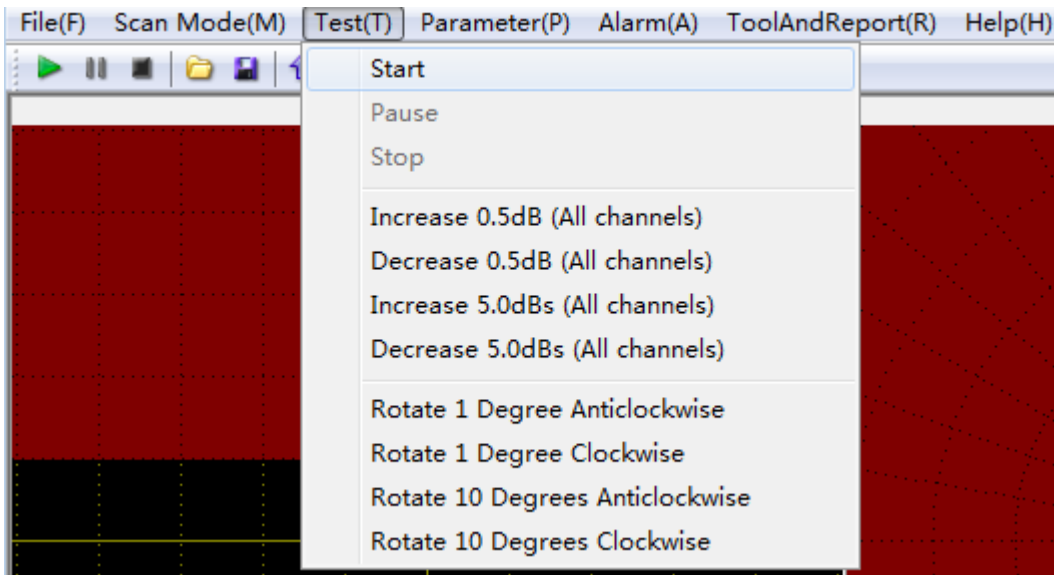 File(F) Scan Mode(M) Test(T) Parameter(P) Alarm(A) ToolAndReport(R) Help(H)
Start
Pause
Stop
Increase 0.5dB (All channels)
Decrease 0.5dB (All channels)
Increase 5.0dBs (All channels)
Decrease 5.0dBs (All channels)
Rotate 1 Degree Anticlockwise
Rotate 1 Degree Clockwise
Rotate 10 Degrees Anticlockwise
Rotate 10 Degrees Clockwise